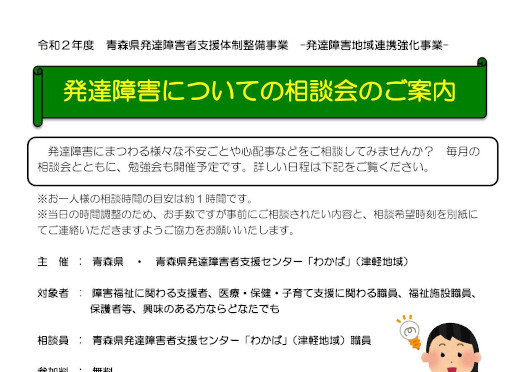 令和２年度　青森県発達障害者支援体制整備事業　-発達障害地域連携強化事業-
発達障害についての相談会のご案内
発達障害にまつわる様々な不安ごとや心配事などをご相談してみませんか？　毎月の
相談会とともに、勉強会も開催予定です。詳しい日程は下記をご覧ください。
※お一人様の相談時間の目安は約１時間です。
※当日の時間調整のため、お手数ですが事前にご相談されたい内容と、相談希望時刻を別紙に
てご連絡いただきますようご協力をお願いいたします。
主　催　：　青森県　・　青森県発達障害者支援センター「わかば」（津軽地域）
対象者　：　障害福祉に関わる支援者、医療・保健・子育て支援に関わる職員、福祉施設職員、
保護者等、興味のある方ならどなたでも
相談員　：　青森県発達障害者支援センター「わかば」（津軽地域）職員
参加料　：　無料